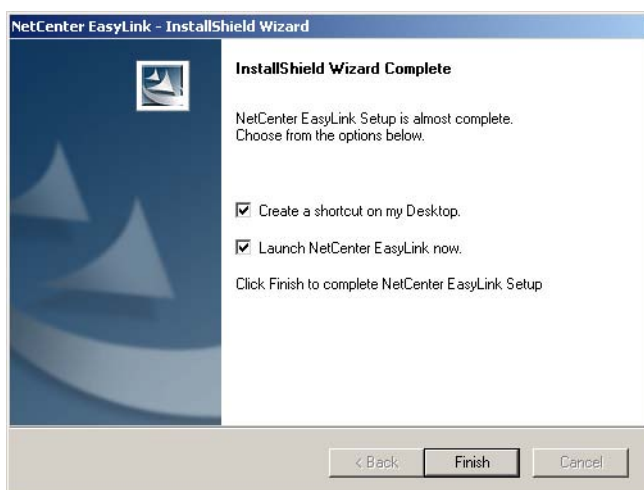 NetCenter EasyLink - InstallShield Wizard
InstallShield Wizard Complete
NetCenter EasyLink Setup is almost complete.
Choose from the options below.
Create a shortcut on my Desktop.
Launch NetCenter EasyLink now.
Click Finish to complete NetCenter EasyLink Setup
< Back
Finish
Cancel